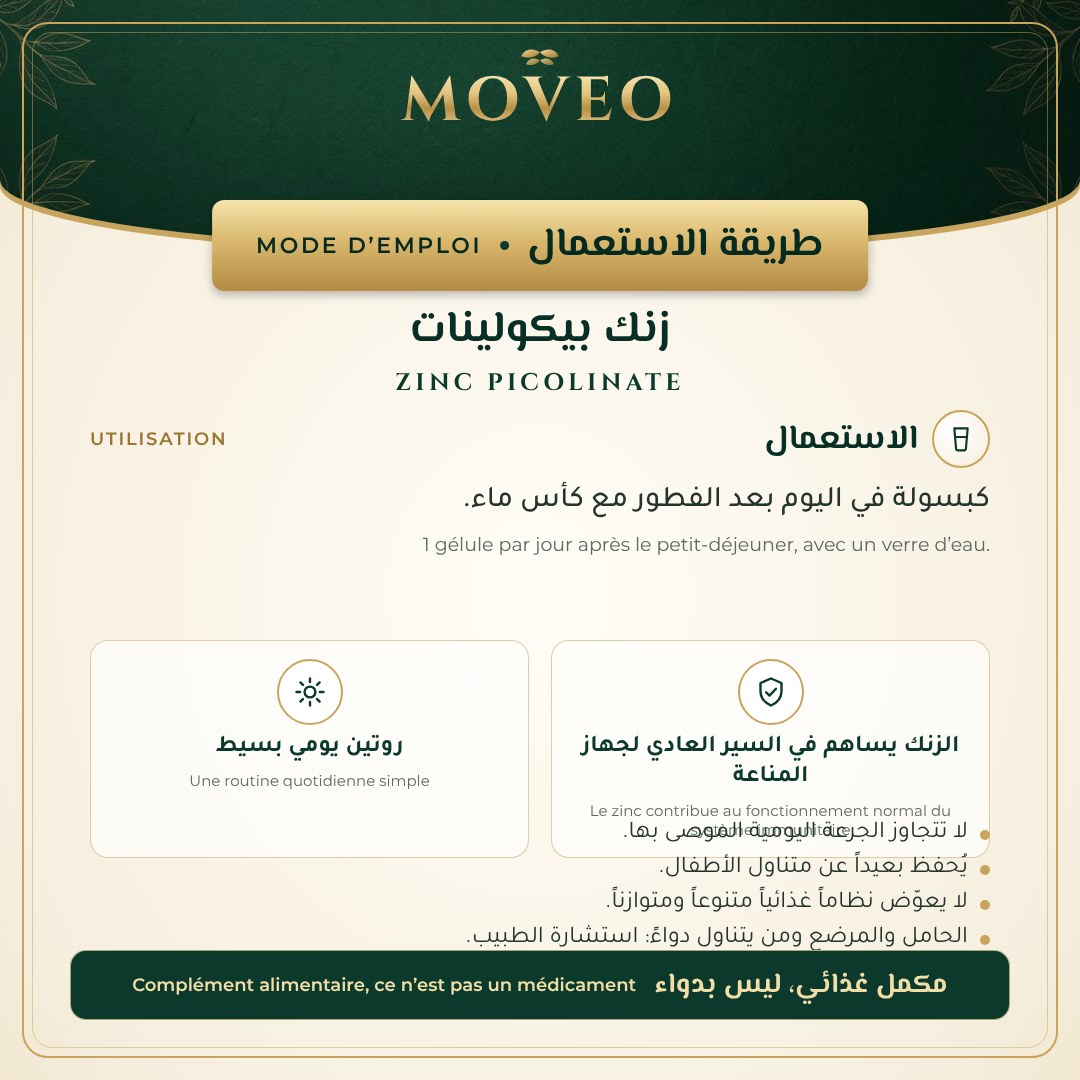 MOVEO
طريقة الاستعمال • MODE D’EMPLOI
زنك بيكولينات
ZINC PICOLINATE
الاستعمال
UTILISATION
كبسولة في اليوم بعد الفطور مع كأس ماء.
1 gélule par jour après le petit-déjeuner, avec un verre d’eau.
الزنك يساهم في السير العادي لجهاز
المناعة
Le zinc contribue au fonctionnement normal du
système immunitaire
روتين يومي بسيط
Une routine quotidienne simple
لا تتجاوز الجرعة اليومية الموصى بها.
يُحفظ بعيداً عن متناول الأطفال.
لا يعوّض نظاماً غذائياً متنوعاً ومتوازناً.
الحامل والمرضع ومن يتناول دواءً: استشارة الطبيب.
مكمل غذائي، ليس بدواء Complément alimentaire, ce n’est pas un médicament